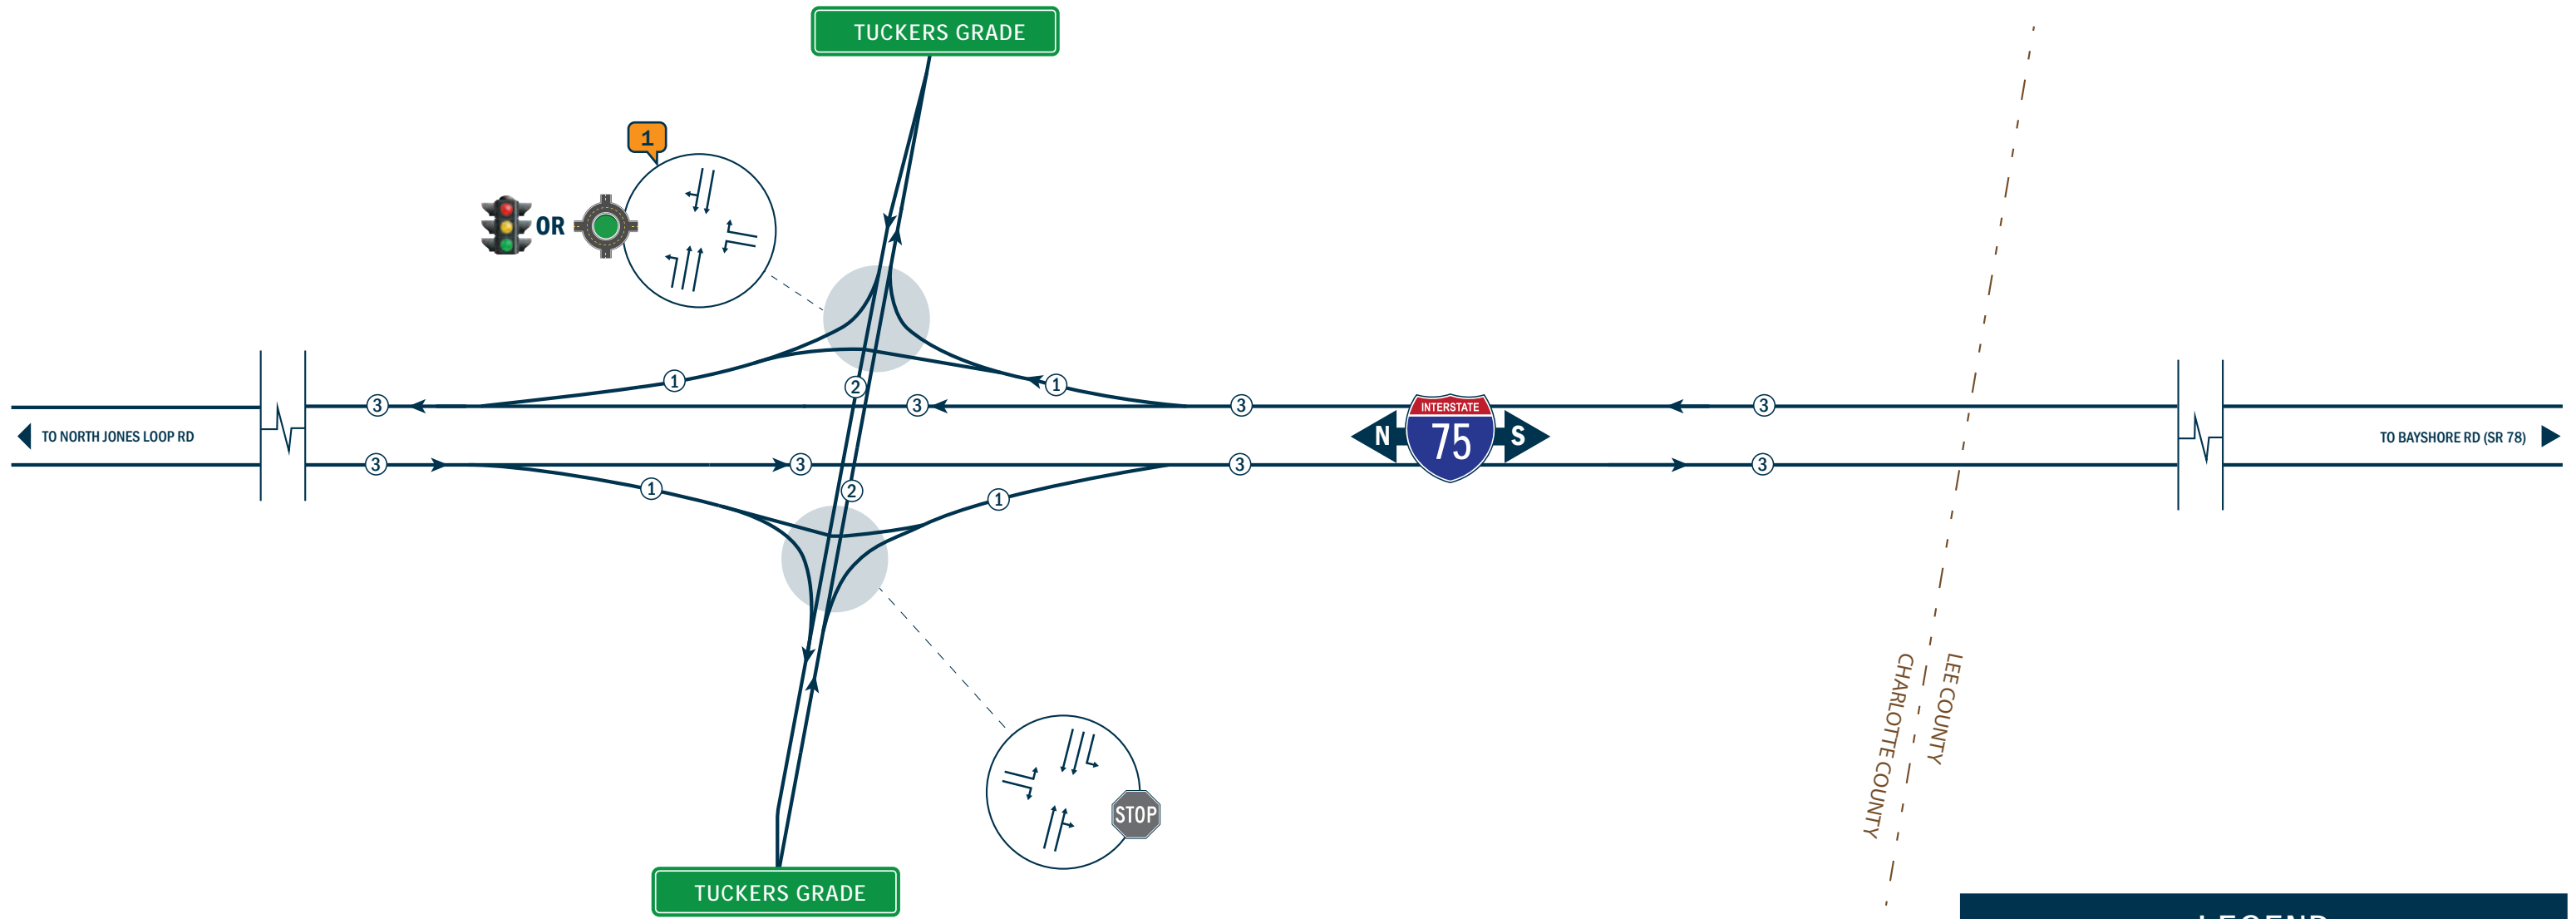 TUCKERS GRADE
1
OR
1
1
2
3
3
3
3
TO NORTH JONES LOOP RD
N
INTERSTATE
75
S
TO BAYSHORE RD (SR 78)
3
3
3
3
1
2
1
LEE COUNTY
CHARLOTTE COUNTY
STOP
TUCKERS GRADE
LEGEND